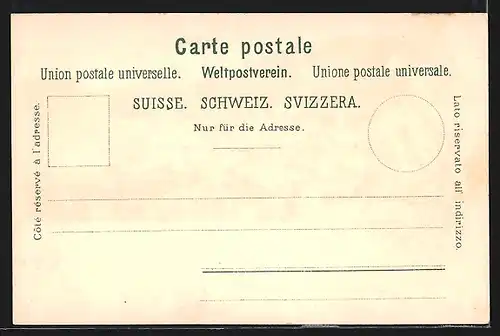 Carte postale
Union postale universelle. Weltpostverein. Unione postale universale.
SUISSE. SCHWEIZ. SVIZZERA.
Nur für die Adresse.
Côté réservé à l'adresse.
Lato riservato all' indirizzo.